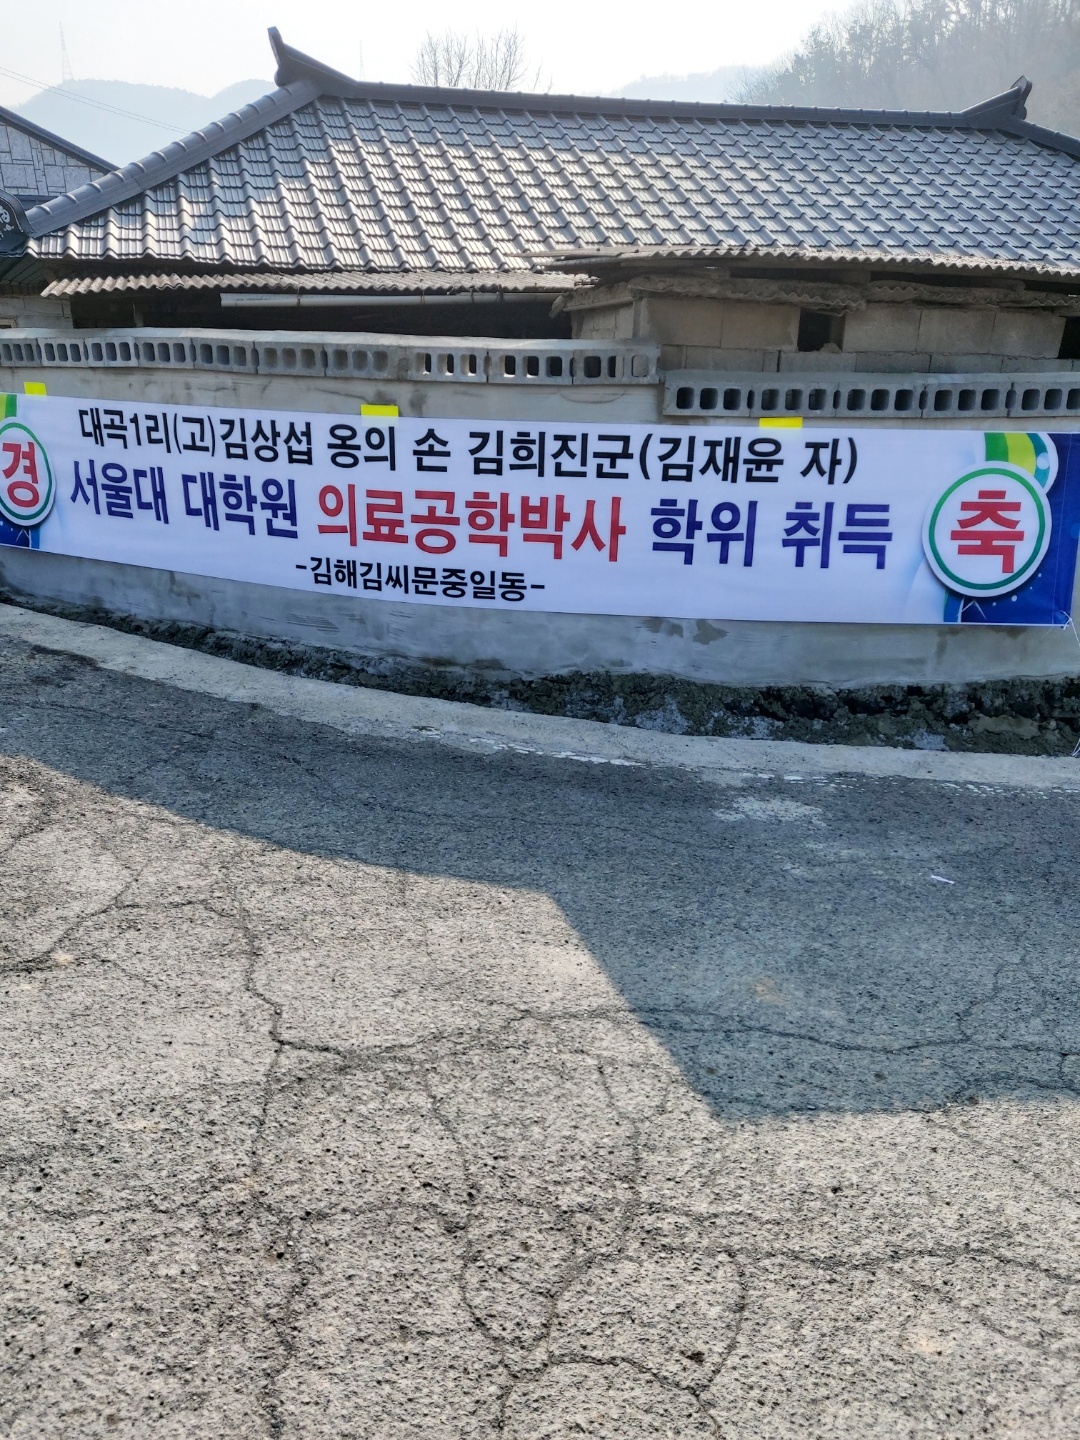 경
대곡1리(고)김상섭 옹의 손 김희진군(김재윤 자)
서울대 대학원 의료공학박사 학위 취득
-김해김씨문중일동-
축